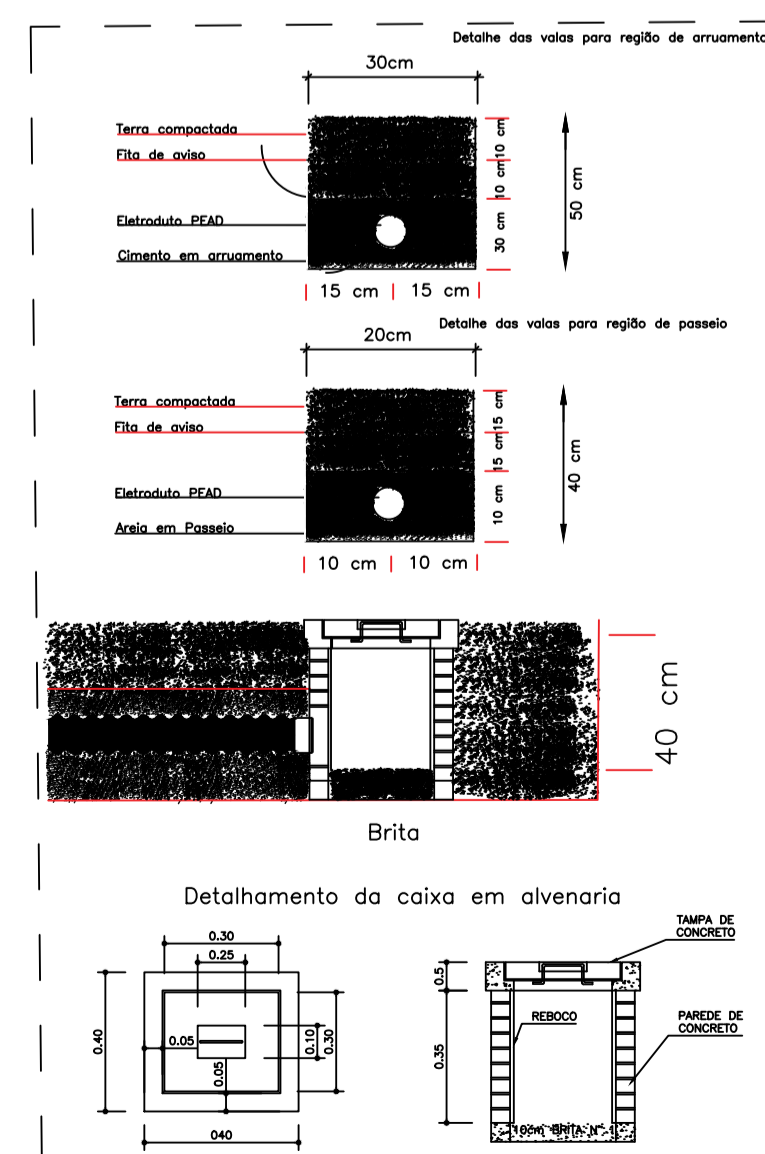 Detalhe das valas para região de arruamento
30cm
Terra compactada
Fita de aviso
Eletroduto PEAD
Cimento em arruamento
10 cm
10 cm
30 cm
50 cm
15 cm
15 cm
Detalhe das valas para região de passeio
20cm
Terra compactada
Fita de aviso
Eletroduto PEAD
Areia em Passeio
15 cm
15 cm
10 cm
40 cm
10 cm
10 cm
40 cm
Brita
Detalhamento da caixa em alvenaria
0.30
0.25
0.40
0.05
0.05
0.10
0.30
040
TAMPA DE
CONCRETO
0.5
0.35
REBOCO
PAREDE DE
CONCRETO
10cm BRITA N° 1